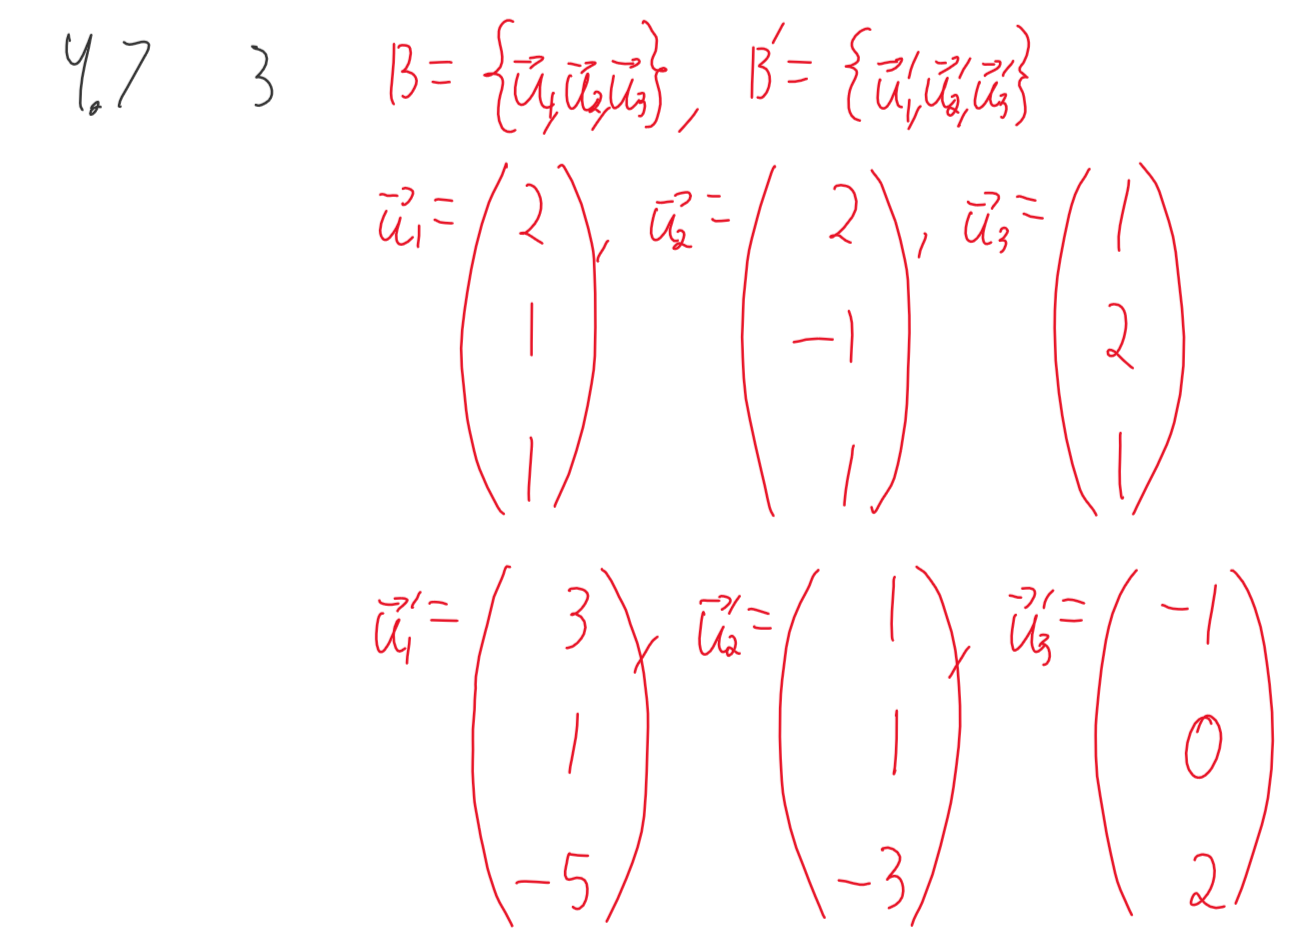 4.7 3 B = {u⃗₁, u⃗₂, u⃗₃}, B′ = {u⃗₁′, u⃗₂′, u⃗₃′}
u⃗₁ = (2 1 1), u⃗₂ = (2 -1 1), u⃗₃ = (1 2 1)
u⃗₁′ = (3 1 -5), u⃗₂′ = (1 1 -3), u⃗₃′ = (-1 0 2)